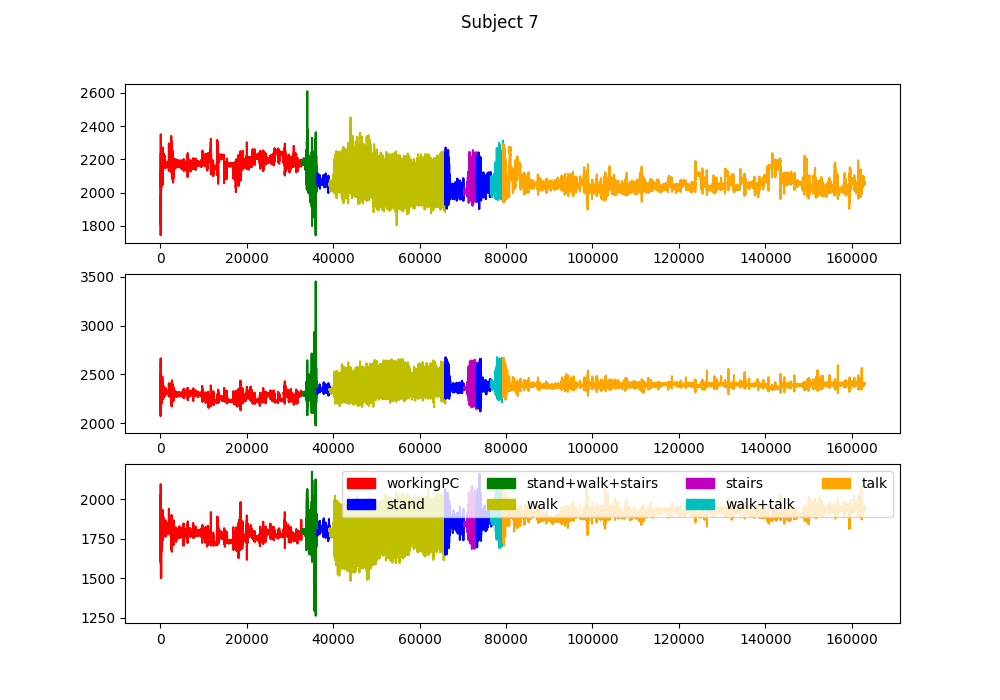 Subject 7
2600
2400
2200
2000
1800
0 20000 40000 60000 80000 100000 120000 140000 160000
3500
3000
2500
2000
0 20000 40000 60000 80000 100000 120000 140000 160000
workingPC stand+walk+stairs stairs talk
stand walk walk+talk
2000
1750
1500
1250
0 20000 40000 60000 80000 100000 120000 140000 160000